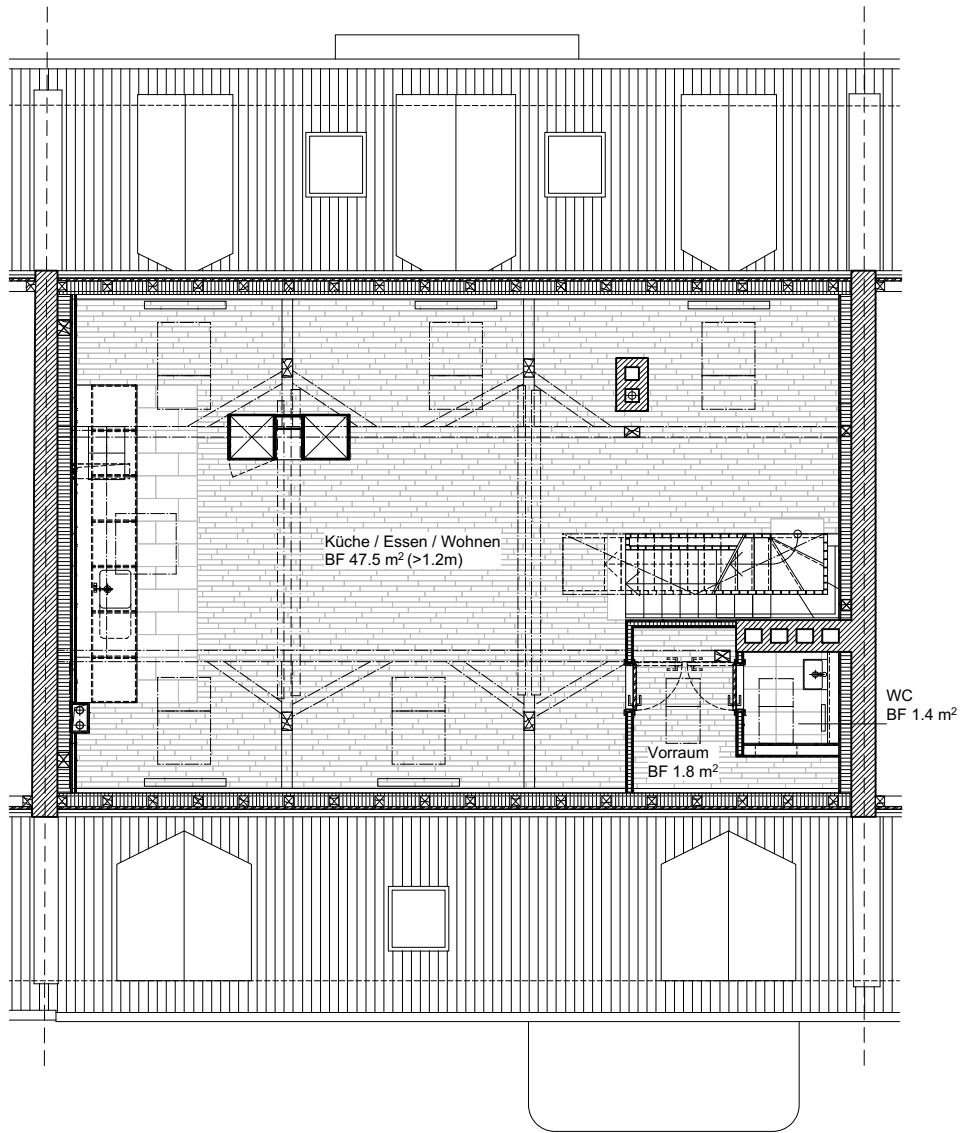 Küche / Essen / Wohnen
BF 47.5 m² (>1.2m)
WC
BF 1.4 m²
Vorraum
BF 1.8 m²